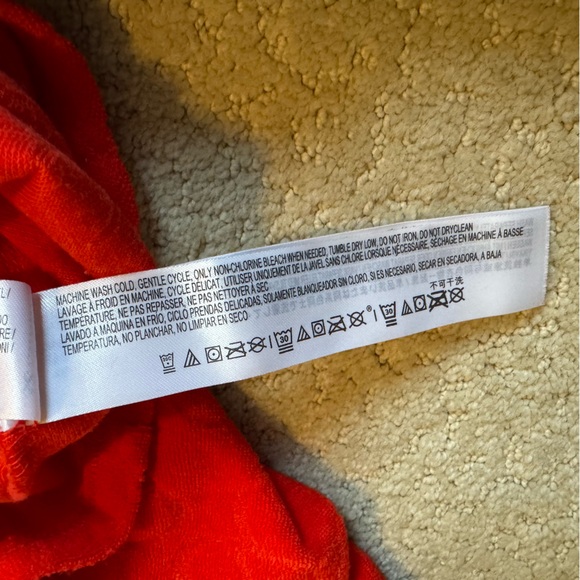 MACHINE WASH COLD, GENTLE CYCLE, ONLY NON-CHLORINE BLEACH WHEN NEEDED, TUMBLE DRY LOW, DO NOT IRON, DO NOT DRYCLEAN
LAVAGE À FROID EN MACHINE, CYCLE DÉLICAT. UTILISER UNIQUEMENT DE LA JAVEL SANS CHLORE LORSQUE NÉCESSAIRE, SÉCHAGE EN MACHINE À BASSE
TEMPERATURE, NE PAS REPASSER, NE PAS NETTOYER A SEC
LAVADO A MAQUINA EN FRIO, CICLO PRENDAS DELICADO. SOLAMENTE BLANQUEADOR SIN CLORO, SI ES NECESARIO, SECAR EN SECADORA, A BAJA
TEMPERATURA, NO PLANCHAR, NO LIMPIAR EN SECO
不可干洗
30
® 30